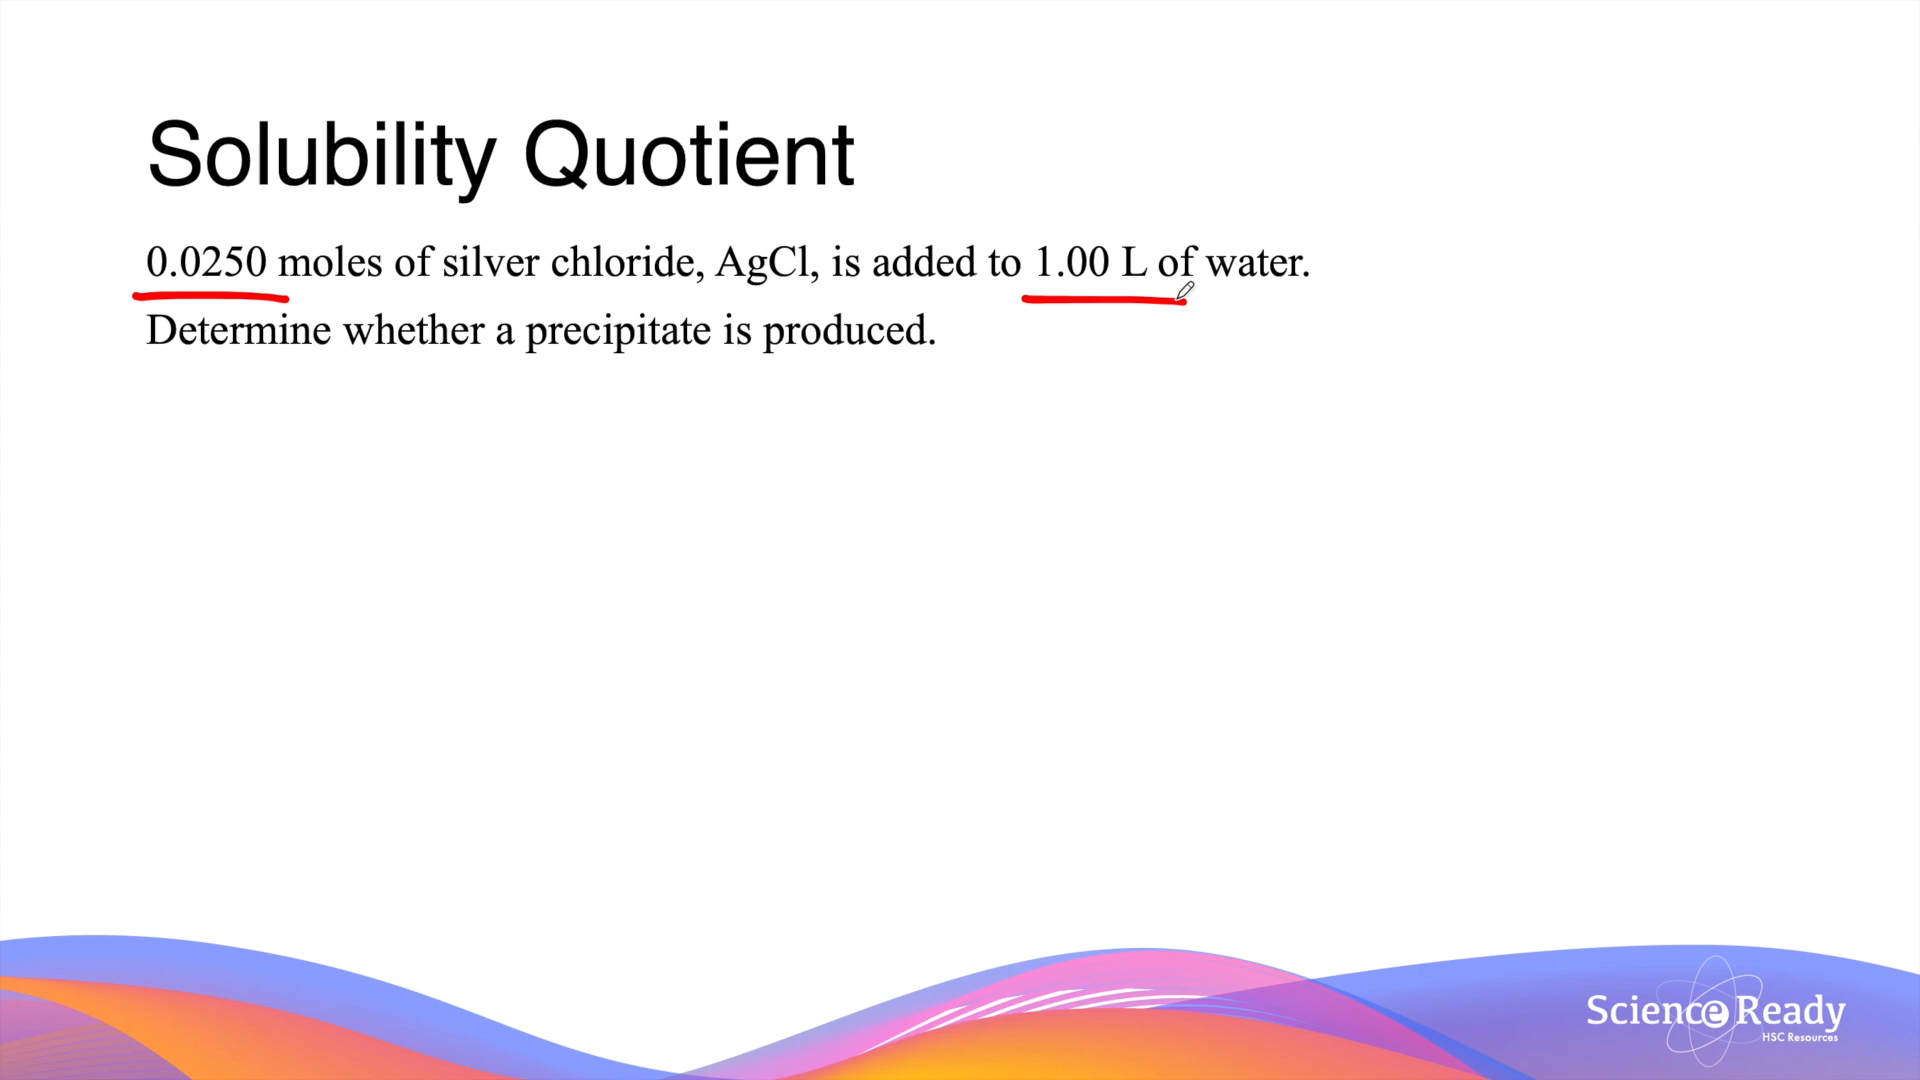 Solubility Quotient
0.0250 moles of silver chloride, AgCl, is added to 1.00 L of water.
Determine whether a precipitate is produced.
Science Ready
HSC Resources